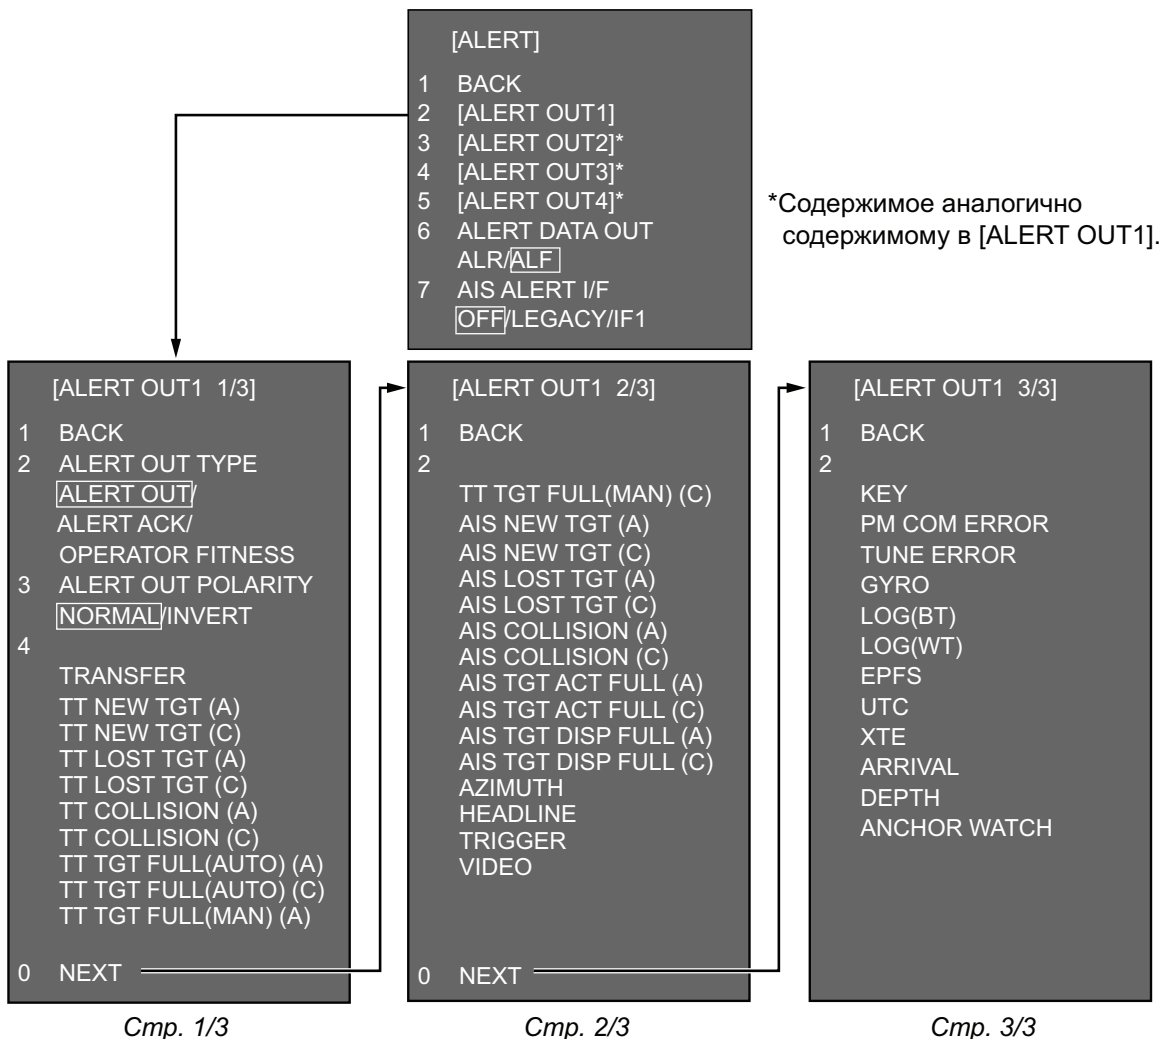 [ALERT]
1 BACK
2 [ALERT OUT1]
3 [ALERT OUT2]*
4 [ALERT OUT3]*
5 [ALERT OUT4]*
6 ALERT DATA OUT
ALR/ALF
7 AIS ALERT I/F
OFF/LEGACY/IF1
*Содержимое аналогично
содержимому в [ALERT OUT1].
[ALERT OUT1 1/3]
1 BACK
2 ALERT OUT TYPE
ALERT OUT/
ALERT ACK/
OPERATOR FITNESS
3 ALERT OUT POLARITY
NORMAL/INVERT
4
TRANSFER
TT NEW TGT (A)
TT NEW TGT (C)
TT LOST TGT (A)
TT LOST TGT (C)
TT COLLISION (A)
TT COLLISION (C)
TT TGT FULL(AUTO) (A)
TT TGT FULL(AUTO) (C)
TT TGT FULL(MAN) (A)
0 NEXT
Стр. 1/3
[ALERT OUT1 2/3]
1 BACK
2
TT TGT FULL(MAN) (C)
AIS NEW TGT (A)
AIS NEW TGT (C)
AIS LOST TGT (A)
AIS LOST TGT (C)
AIS COLLISION (A)
AIS COLLISION (C)
AIS TGT ACT FULL (A)
AIS TGT ACT FULL (C)
AIS TGT DISP FULL (A)
AIS TGT DISP FULL (C)
AZIMUTH
HEADLINE
TRIGGER
VIDEO
0 NEXT
Стр. 2/3
[ALERT OUT1 3/3]
1 BACK
2
KEY
PM COM ERROR
TUNE ERROR
GYRO
LOG(BT)
LOG(WT)
EPFS
UTC
XTE
ARRIVAL
DEPTH
ANCHOR WATCH
Стр. 3/3